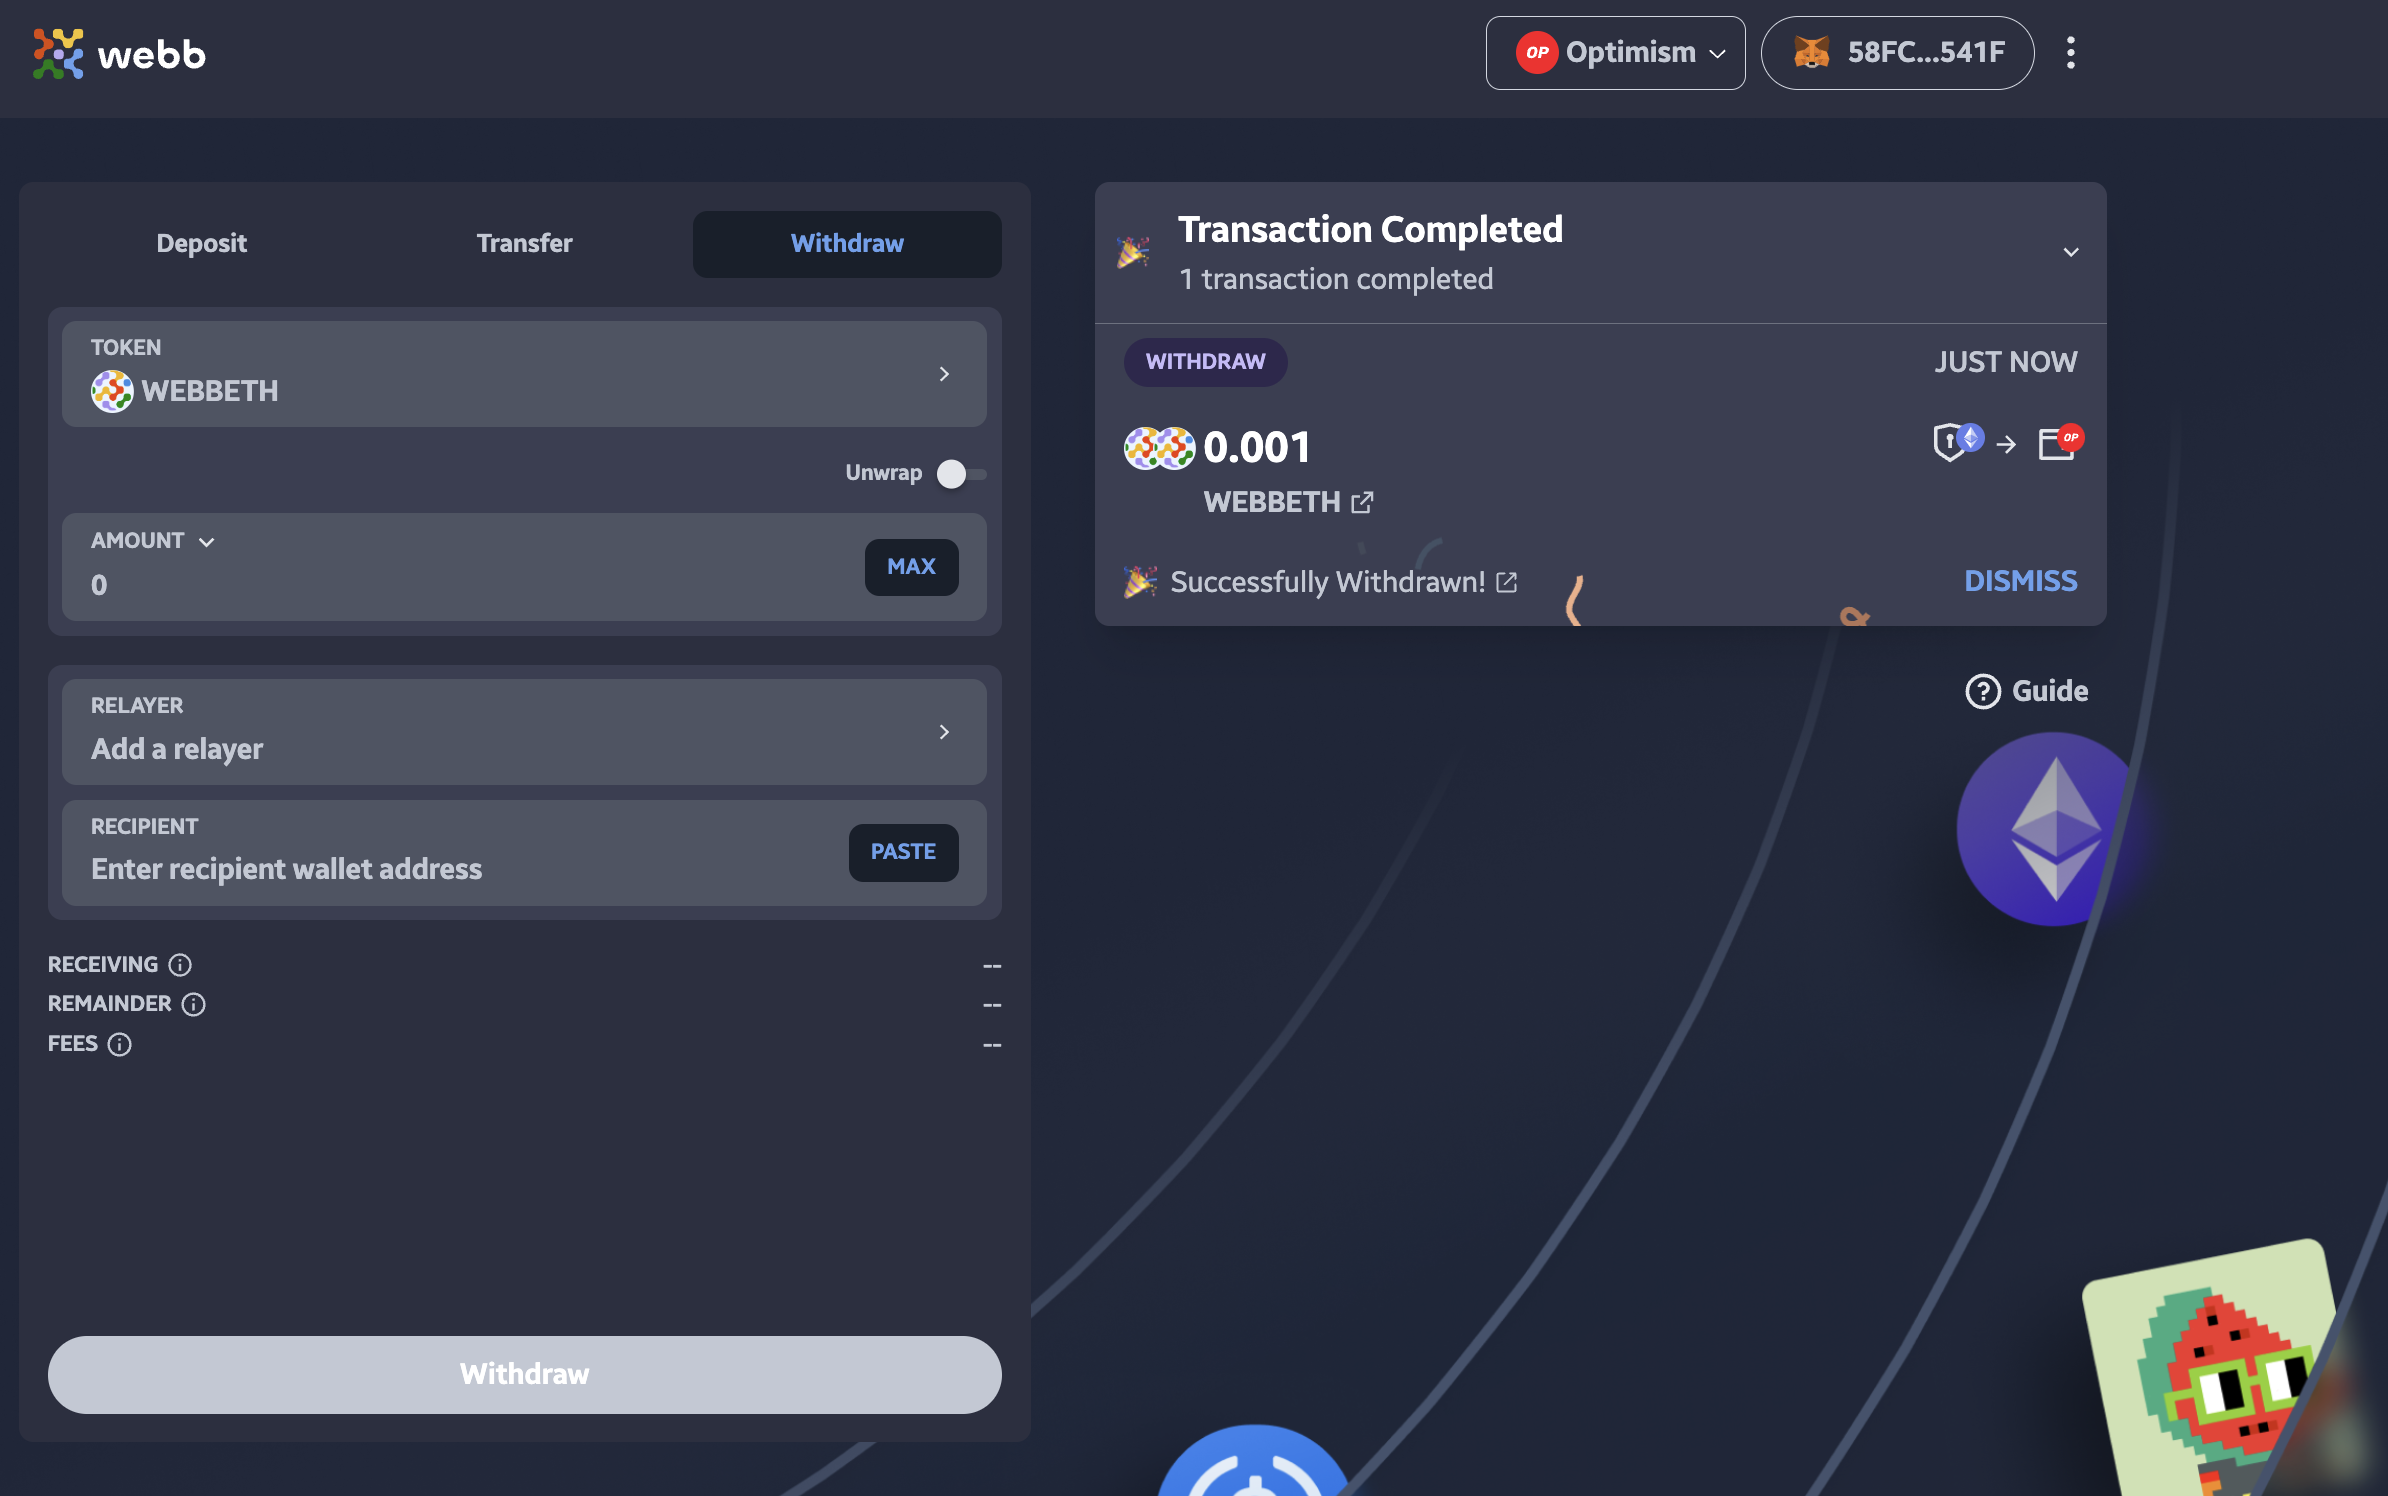 webb
OP Optimism
58FC...541F
Deposit
Transfer
Withdraw
TOKEN
WEBBETH
Unwrap
AMOUNT
0
MAX
RELAYER
Add a relayer
RECIPIENT
Enter recipient wallet address
PASTE
RECEIVING --
REMAINDER --
FEES --
Withdraw
Transaction Completed
1 transaction completed
WITHDRAW
JUST NOW
0.001
OP
WEBBETH
🎉 Successfully Withdrawn!
DISMISS
Guide